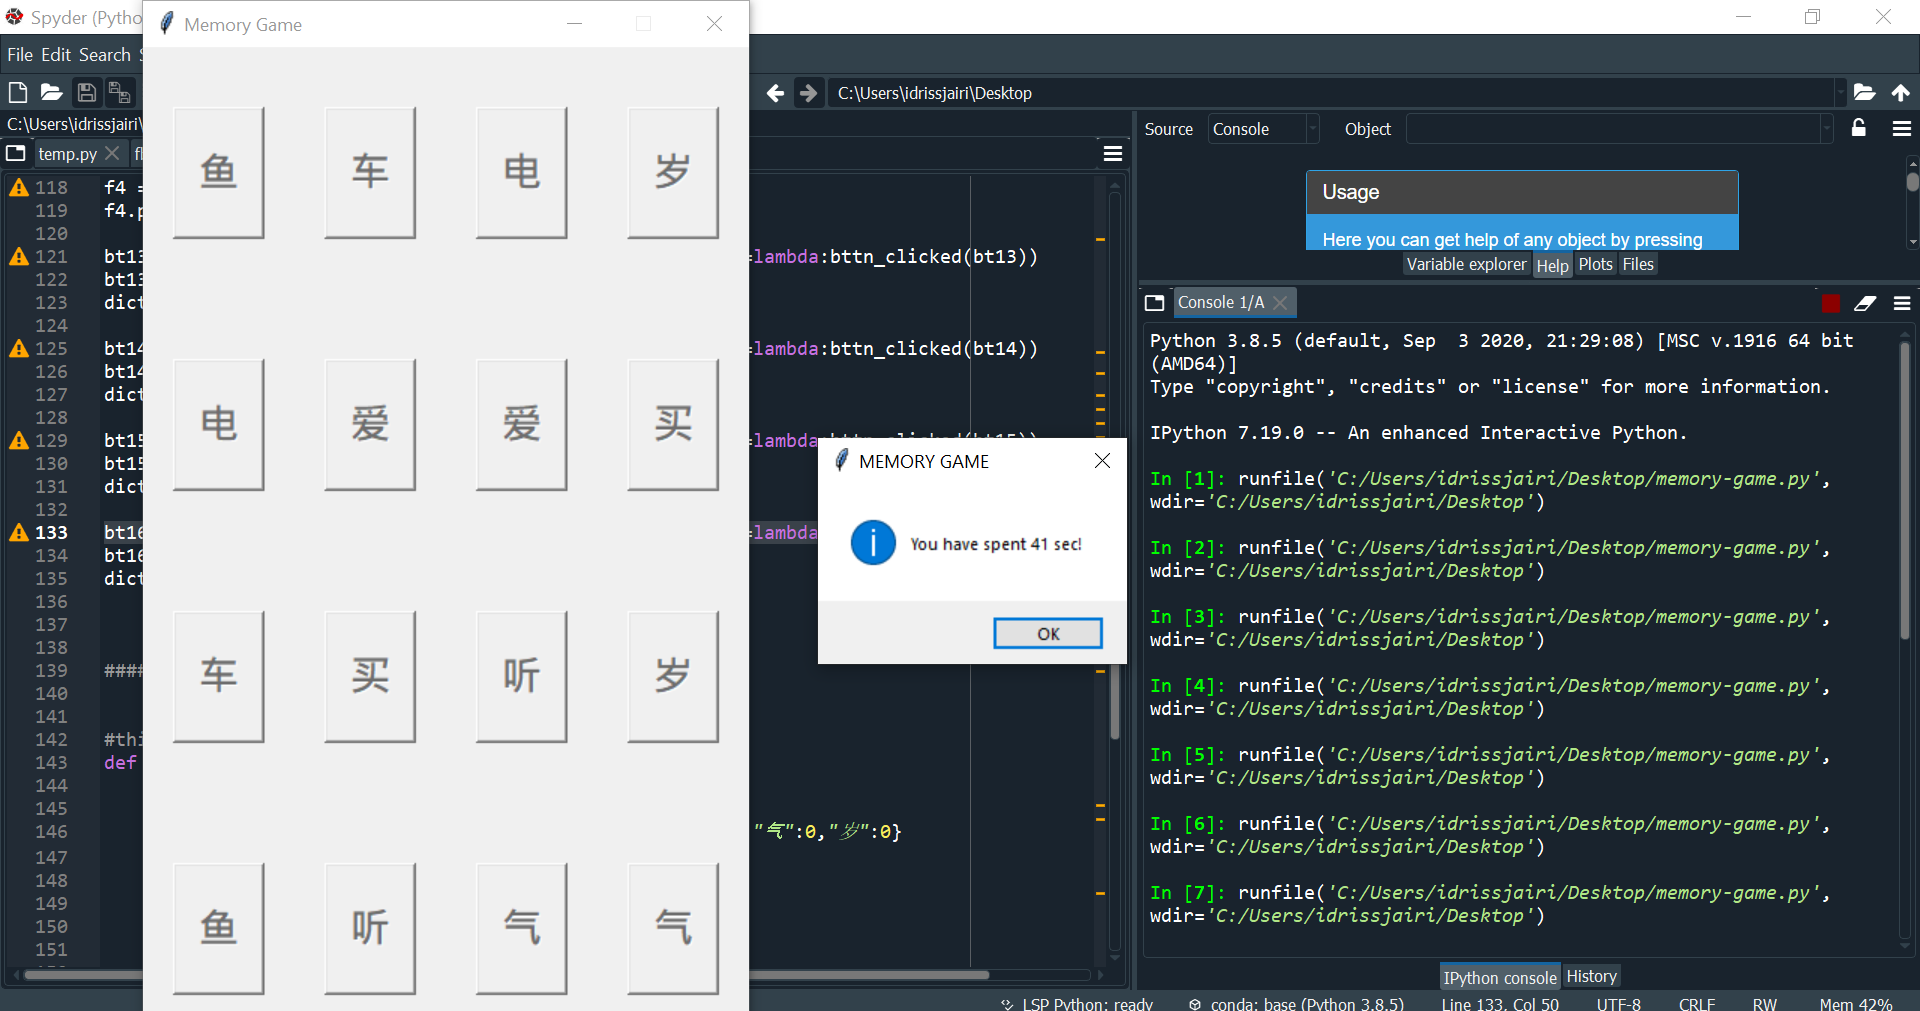 Spyder (Pytho
Memory Game
File Edit Search
C:\Users\idrissjairi\Desktop
C:\Users\idrissjairi\
temp.py
鱼 车 电 岁
电 爱 爱 买
车 买 听 岁
鱼 听 气 气
118 f4 =
119 f4.p
120
121 bt13 =lambda:bttn_clicked(bt13))
122 bt13
123 dict
124
125 bt14 =lambda:bttn_clicked(bt14))
126 bt14
127 dict
128
129 bt15 =lambda:bttn_clicked(bt15))
130 bt15
131 dict
132
133 bt16 =lambda
134 bt16
135 dict
136
137
138
139 ####
140
141
142 #thi
143 def
144
145
146 "气":0,"岁":0}
147
148
149
150
151
MEMORY GAME
You have spent 41 sec!
OK
Source Console Object
Usage
Here you can get help of any object by pressing
Variable explorer Help Plots Files
Console 1/A
Python 3.8.5 (default, Sep  3 2020, 21:29:08) [MSC v.1916 64 bit
(AMD64)]
Type "copyright", "credits" or "license" for more information.
IPython 7.19.0 -- An enhanced Interactive Python.
In [1]: runfile('C:/Users/idrissjairi/Desktop/memory-game.py',
wdir='C:/Users/idrissjairi/Desktop')
In [2]: runfile('C:/Users/idrissjairi/Desktop/memory-game.py',
wdir='C:/Users/idrissjairi/Desktop')
In [3]: runfile('C:/Users/idrissjairi/Desktop/memory-game.py',
wdir='C:/Users/idrissjairi/Desktop')
In [4]: runfile('C:/Users/idrissjairi/Desktop/memory-game.py',
wdir='C:/Users/idrissjairi/Desktop')
In [5]: runfile('C:/Users/idrissjairi/Desktop/memory-game.py',
wdir='C:/Users/idrissjairi/Desktop')
In [6]: runfile('C:/Users/idrissjairi/Desktop/memory-game.py',
wdir='C:/Users/idrissjairi/Desktop')
In [7]: runfile('C:/Users/idrissjairi/Desktop/memory-game.py',
wdir='C:/Users/idrissjairi/Desktop')
IPython console History
LSP Python: ready conda: base (Python 3.8.5) Line 133, Col 50 UTF-8 CRLF RW Mem 42%